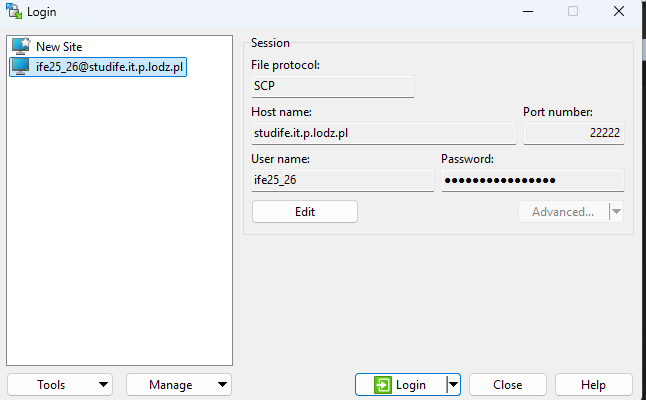 Login
New Site
ife25_26@studife.it.p.lodz.pl
Session
File protocol:
SCP
Host name:
Port number:
studife.it.p.lodz.pl
22222
User name:
Password:
ife25_26
●●●●●●●●●●●●●●●●
Edit
Advanced...
Tools
Manage
Login
Close
Help